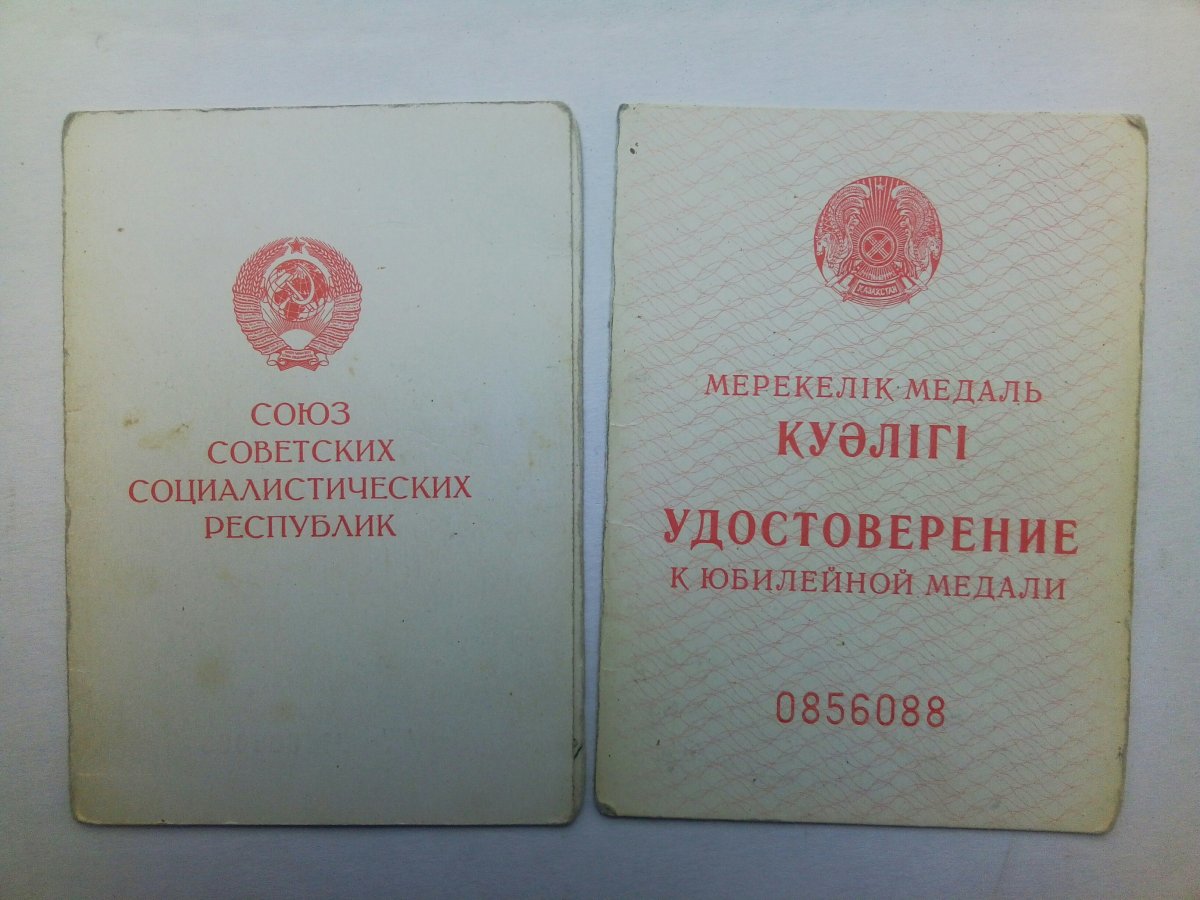 СОЮЗ
СОВЕТСКИХ
СОЦИАЛИСТИЧЕСКИХ
РЕСПУБЛИК
ҚАЗАҚСТАН
МЕРЕКЕЛІК МЕДАЛЬ
КУӘЛІГІ
УДОСТОВЕРЕНИЕ
К ЮБИЛЕЙНОЙ МЕДАЛИ
0856088